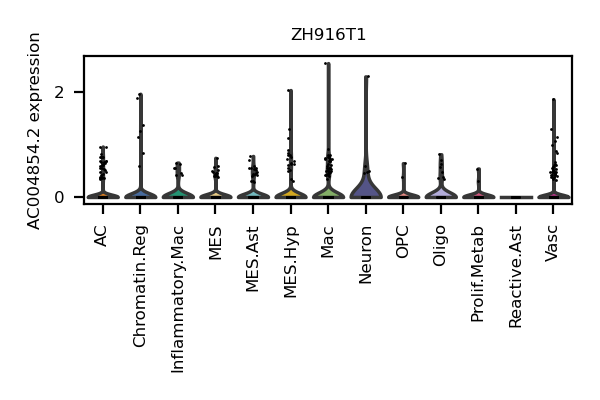 ZH916T1
AC004854.2 expression
2
0
AC
Chromatin.Reg
Inflammatory.Mac
MES
MES.Ast
MES.Hyp
Mac
Neuron
OPC
Oligo
Prolif.Metab
Reactive.Ast
Vasc